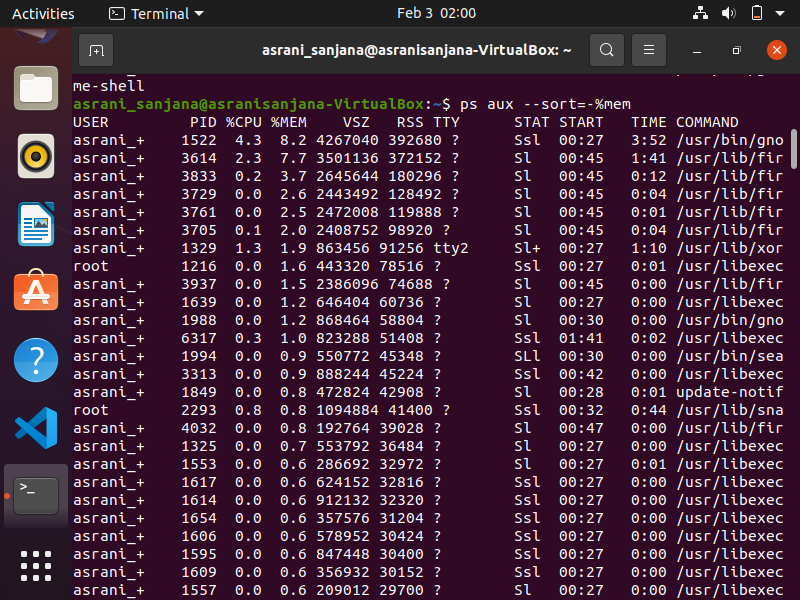 Activities Terminal Feb 3 02:00
asrani_sanjana@asranisanjana-VirtualBox: ~
me-shell
asrani_sanjana@asranisanjana-VirtualBox:~$ ps aux --sort=-%mem
USER PID %CPU %MEM VSZ RSS TTY STAT START TIME COMMAND
asrani_+ 1522 4.3 8.2 4267040 392680 ? Ssl 00:27 3:52 /usr/bin/gno
asrani_+ 3614 2.3 7.7 3501136 372152 ? Sl 00:45 1:41 /usr/lib/fir
asrani_+ 3833 0.2 3.7 2645644 180296 ? Sl 00:45 0:12 /usr/lib/fir
asrani_+ 3729 0.0 2.6 2443492 128492 ? Sl 00:45 0:04 /usr/lib/fir
asrani_+ 3761 0.0 2.5 2472008 119888 ? Sl 00:45 0:01 /usr/lib/fir
asrani_+ 3705 0.1 2.0 2408752 98920 ? Sl 00:45 0:04 /usr/lib/fir
asrani_+ 1329 1.3 1.9 863456 91256 tty2 Sl+ 00:27 1:10 /usr/lib/xor
root 1216 0.0 1.6 443320 78516 ? Ssl 00:27 0:01 /usr/libexec
asrani_+ 3937 0.0 1.5 2386096 74688 ? Sl 00:45 0:00 /usr/lib/fir
asrani_+ 1639 0.0 1.2 646404 60736 ? Sl 00:27 0:00 /usr/libexec
asrani_+ 1988 0.0 1.2 868464 58804 ? Sl 00:30 0:00 /usr/bin/gno
asrani_+ 6317 0.3 1.0 823288 51408 ? Ssl 01:41 0:02 /usr/libexec
asrani_+ 1994 0.0 0.9 550772 45348 ? SLl 00:30 0:00 /usr/bin/sea
asrani_+ 3313 0.0 0.9 888244 45224 ? Ssl 00:42 0:00 /usr/libexec
asrani_+ 1849 0.0 0.8 472824 42908 ? Sl 00:28 0:01 update-notif
root 2293 0.8 0.8 1094884 41400 ? Ssl 00:32 0:44 /usr/lib/sna
asrani_+ 4032 0.0 0.8 192764 39028 ? Sl 00:47 0:00 /usr/lib/fir
asrani_+ 1325 0.0 0.7 553792 36484 ? Ssl 00:27 0:00 /usr/libexec
asrani_+ 1553 0.0 0.6 286692 32972 ? Sl 00:27 0:01 /usr/libexec
asrani_+ 1617 0.0 0.6 624152 32816 ? Ssl 00:27 0:00 /usr/libexec
asrani_+ 1614 0.0 0.6 912132 32320 ? Ssl 00:27 0:00 /usr/libexec
asrani_+ 1654 0.0 0.6 357576 31204 ? Ssl 00:27 0:00 /usr/libexec
asrani_+ 1606 0.0 0.6 578952 30424 ? Ssl 00:27 0:00 /usr/libexec
asrani_+ 1595 0.0 0.6 847448 30400 ? Ssl 00:27 0:00 /usr/libexec
asrani_+ 1609 0.0 0.6 356932 30152 ? Ssl 00:27 0:00 /usr/libexec
asrani_+ 1557 0.0 0.6 209012 29700 ? Sl 00:27 0:00 /usr/libexec